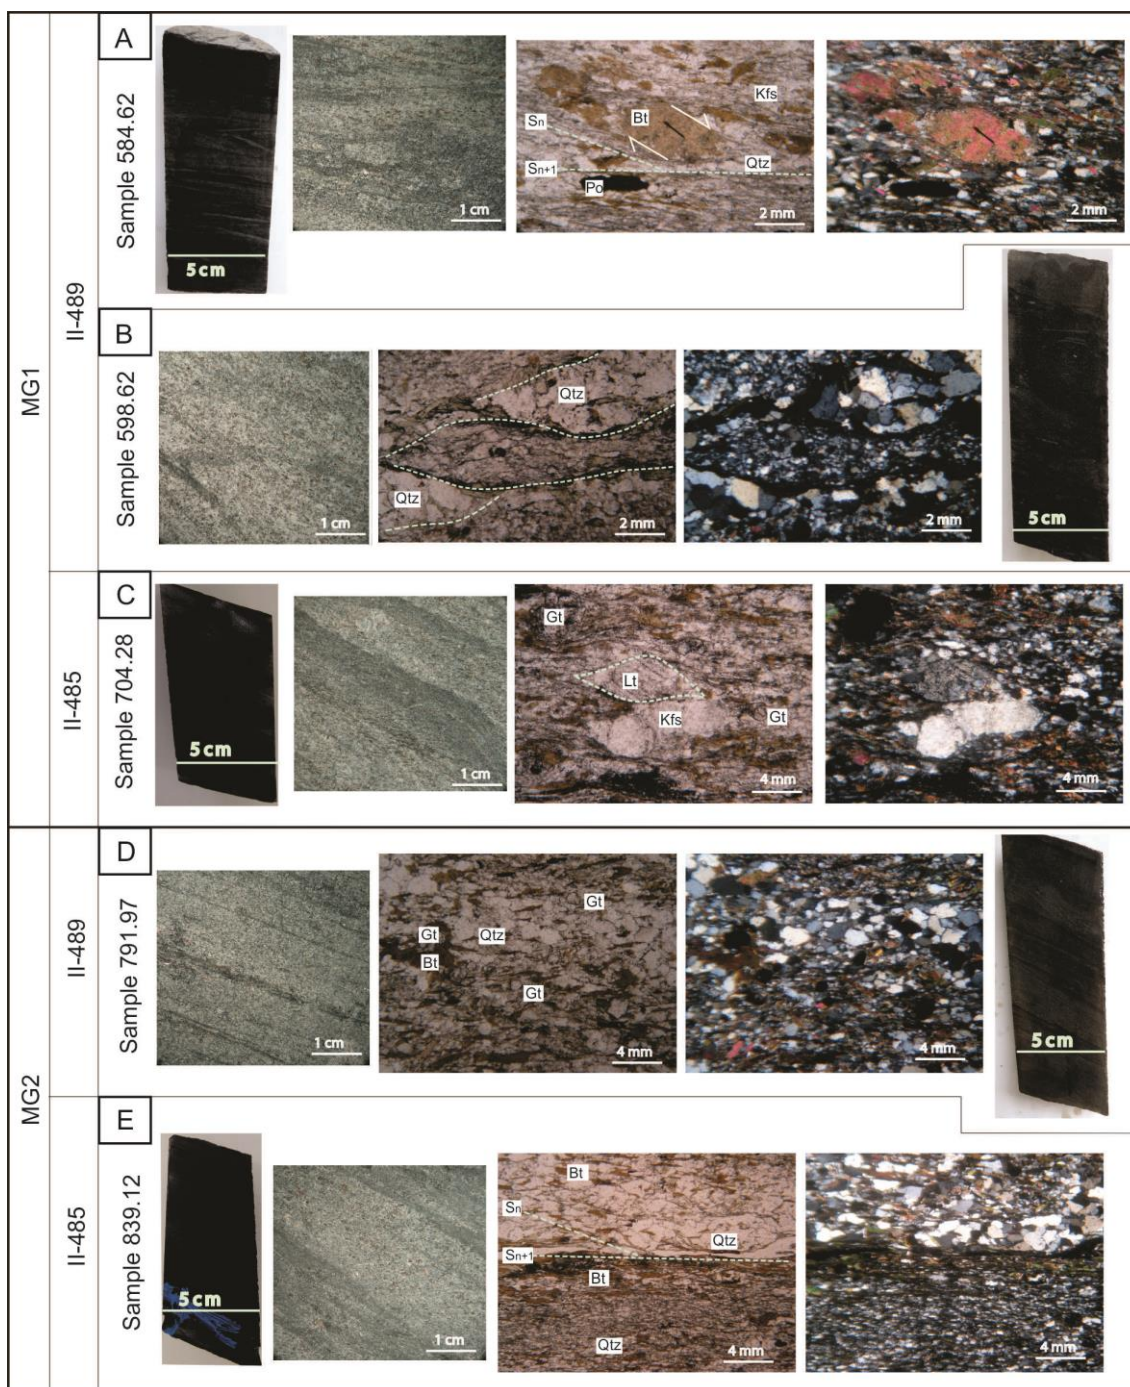 MG1
II-489
A
Sample 584.62
5cm
1 cm
Kfs
Bt
Sn
Qtz
Sn+1
Po
2 mm
2 mm
B
Sample 598.62
1 cm
Qtz
Qtz
2 mm
2 mm
5cm
II-485
C
Sample 704.28
5cm
1 cm
Gt
Lt
Kfs
Gt
4 mm
4 mm
MG2
II-489
D
Sample 791.97
1 cm
Gt
Gt
Qtz
Bt
Gt
4 mm
4 mm
5cm
II-485
E
Sample 839.12
5cm
1 cm
Bt
Sn
Qtz
Sn+1
Bt
Qtz
4 mm
4 mm